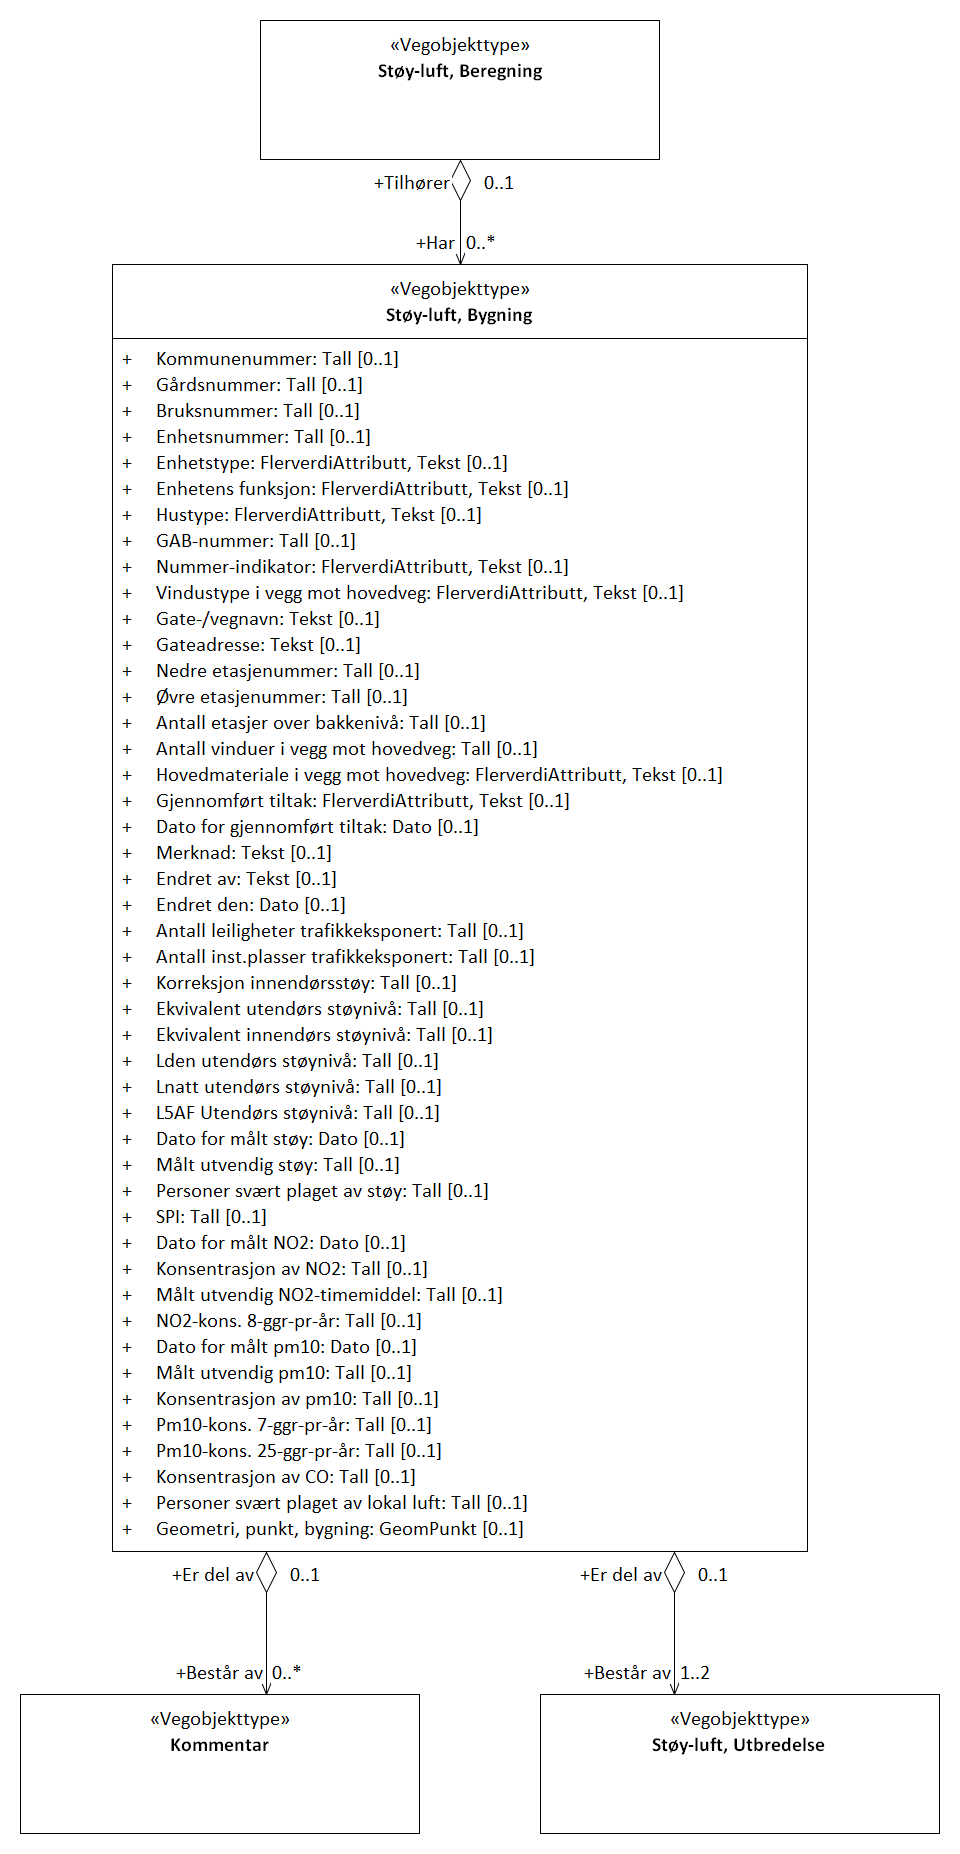 «Vegobjekttype»
Støy-luft, Beregning
+Tilhører 0..1
+Har 0..*
«Vegobjekttype»
Støy-luft, Bygning
+ Kommunenummer: Tall [0..1]
+ Gårdsnummer: Tall [0..1]
+ Bruksnummer: Tall [0..1]
+ Enhetsnummer: Tall [0..1]
+ Enhetstype: FlerverdiAttributt, Tekst [0..1]
+ Enhetens funksjon: FlerverdiAttributt, Tekst [0..1]
+ Hustype: FlerverdiAttributt, Tekst [0..1]
+ GAB-nummer: Tall [0..1]
+ Nummer-indikator: FlerverdiAttributt, Tekst [0..1]
+ Vindustype i vegg mot hovedveg: FlerverdiAttributt, Tekst [0..1]
+ Gate-/vegnavn: Tekst [0..1]
+ Gateadresse: Tekst [0..1]
+ Nedre etasjenummer: Tall [0..1]
+ Øvre etasjenummer: Tall [0..1]
+ Antall etasjer over bakkenivå: Tall [0..1]
+ Antall vinduer i vegg mot hovedveg: Tall [0..1]
+ Hovedmateriale i vegg mot hovedveg: FlerverdiAttributt, Tekst [0..1]
+ Gjennomført tiltak: FlerverdiAttributt, Tekst [0..1]
+ Dato for gjennomført tiltak: Dato [0..1]
+ Merknad: Tekst [0..1]
+ Endret av: Tekst [0..1]
+ Endret den: Dato [0..1]
+ Antall leiligheter trafikkeksponert: Tall [0..1]
+ Antall inst.plasser trafikkeksponert: Tall [0..1]
+ Korreksjon innendørsstøy: Tall [0..1]
+ Ekvivalent utendørs støynivå: Tall [0..1]
+ Ekvivalent innendørs støynivå: Tall [0..1]
+ Lden utendørs støynivå: Tall [0..1]
+ Lnatt utendørs støynivå: Tall [0..1]
+ L5AF Utendørs støynivå: Tall [0..1]
+ Dato for målt støy: Dato [0..1]
+ Målt utvendig støy: Tall [0..1]
+ Personer svært plaget av støy: Tall [0..1]
+ SPI: Tall [0..1]
+ Dato for målt NO2: Dato [0..1]
+ Konsentrasjon av NO2: Tall [0..1]
+ Målt utvendig NO2-timemiddel: Tall [0..1]
+ NO2-kons. 8-ggr-pr-år: Tall [0..1]
+ Dato for målt pm10: Dato [0..1]
+ Målt utvendig pm10: Tall [0..1]
+ Konsentrasjon av pm10: Tall [0..1]
+ Pm10-kons. 7-ggr-pr-år: Tall [0..1]
+ Pm10-kons. 25-ggr-pr-år: Tall [0..1]
+ Konsentrasjon av CO: Tall [0..1]
+ Personer svært plaget av lokal luft: Tall [0..1]
+ Geometri, punkt, bygning: GeomPunkt [0..1]
+Er del av 0..1
+Består av 0..*
«Vegobjekttype»
Kommentar
+Er del av 0..1
+Består av 1..2
«Vegobjekttype»
Støy-luft, Utbredelse